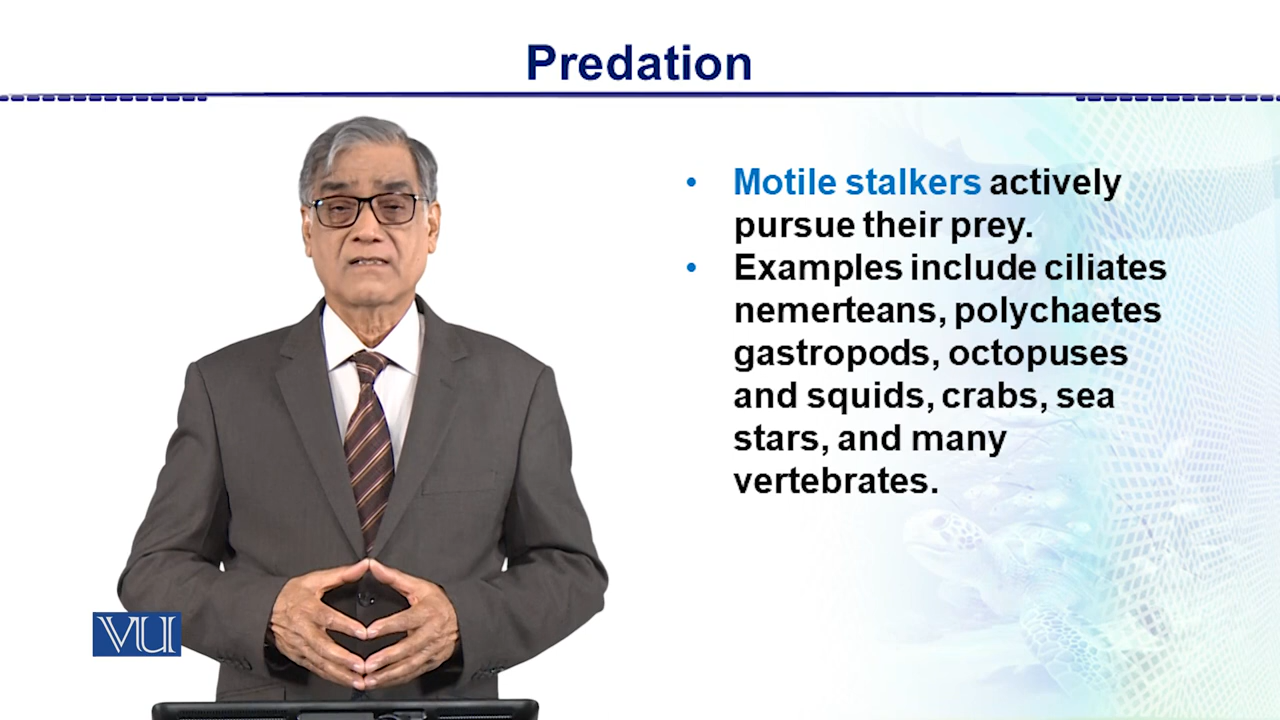 Predation
• Motile stalkers actively
pursue their prey.
• Examples include ciliates
nemerteans, polychaetes
gastropods, octopuses
and squids, crabs, sea
stars, and many
vertebrates.
VU